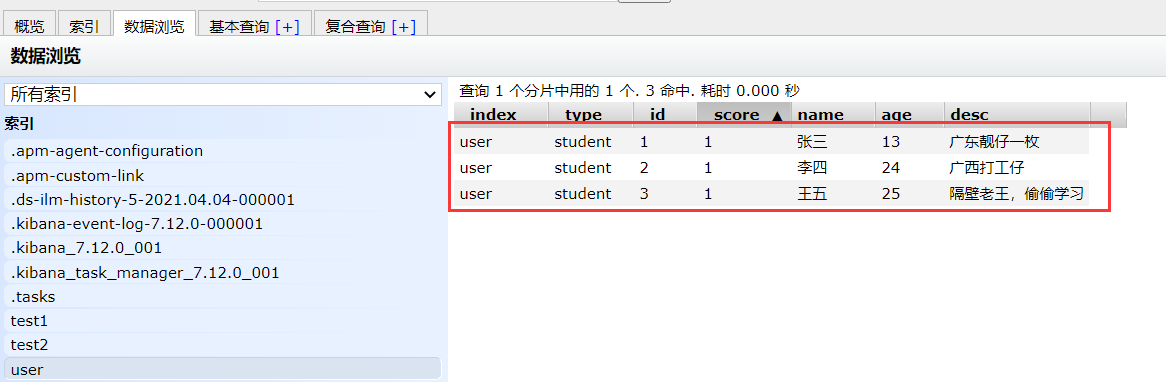 概览 索引 数据浏览 基本查询 [+] 复合查询 [+]
数据浏览
所有索引
索引
.apm-agent-configuration
.apm-custom-link
.ds-ilm-history-5-2021.04.04-000001
.kibana-event-log-7.12.0-000001
.kibana_7.12.0_001
.kibana_task_manager_7.12.0_001
.tasks
test1
test2
user
查询 1 个分片中用的 1 个. 3 命中. 耗时 0.000 秒
index type id score ▲ name age desc
user student 1 1 张三 13 广东靓仔一枚
user student 2 1 李四 24 广西打工仔
user student 3 1 王五 25 隔壁老王，偷偷学习